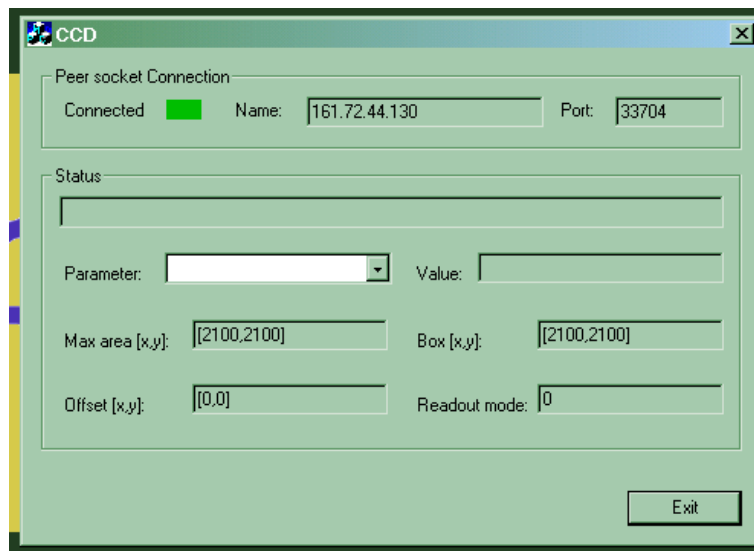 CCD
Peer socket Connection
Connected Name: 161.72.44.130 Port: 33704
Status
Parameter: Value:
Max area [x,y]: [2100,2100] Box [x,y]: [2100,2100]
Offset [x,y]: [0,0] Readout mode: 0
Exit